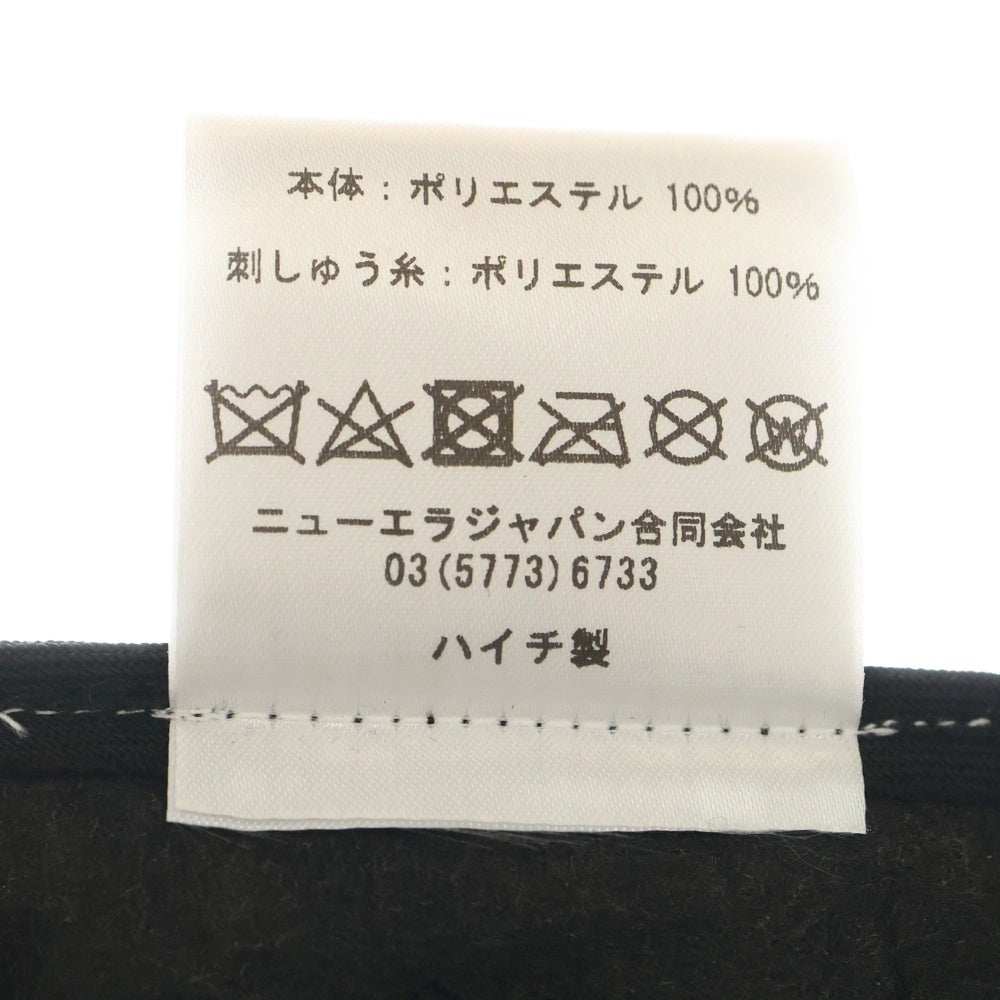 本体：ポリエステル 100%
刺しゅう糸：ポリエステル 100%
W
ニューエラジャパン合同会社
03(5773)6733
ハイチ製